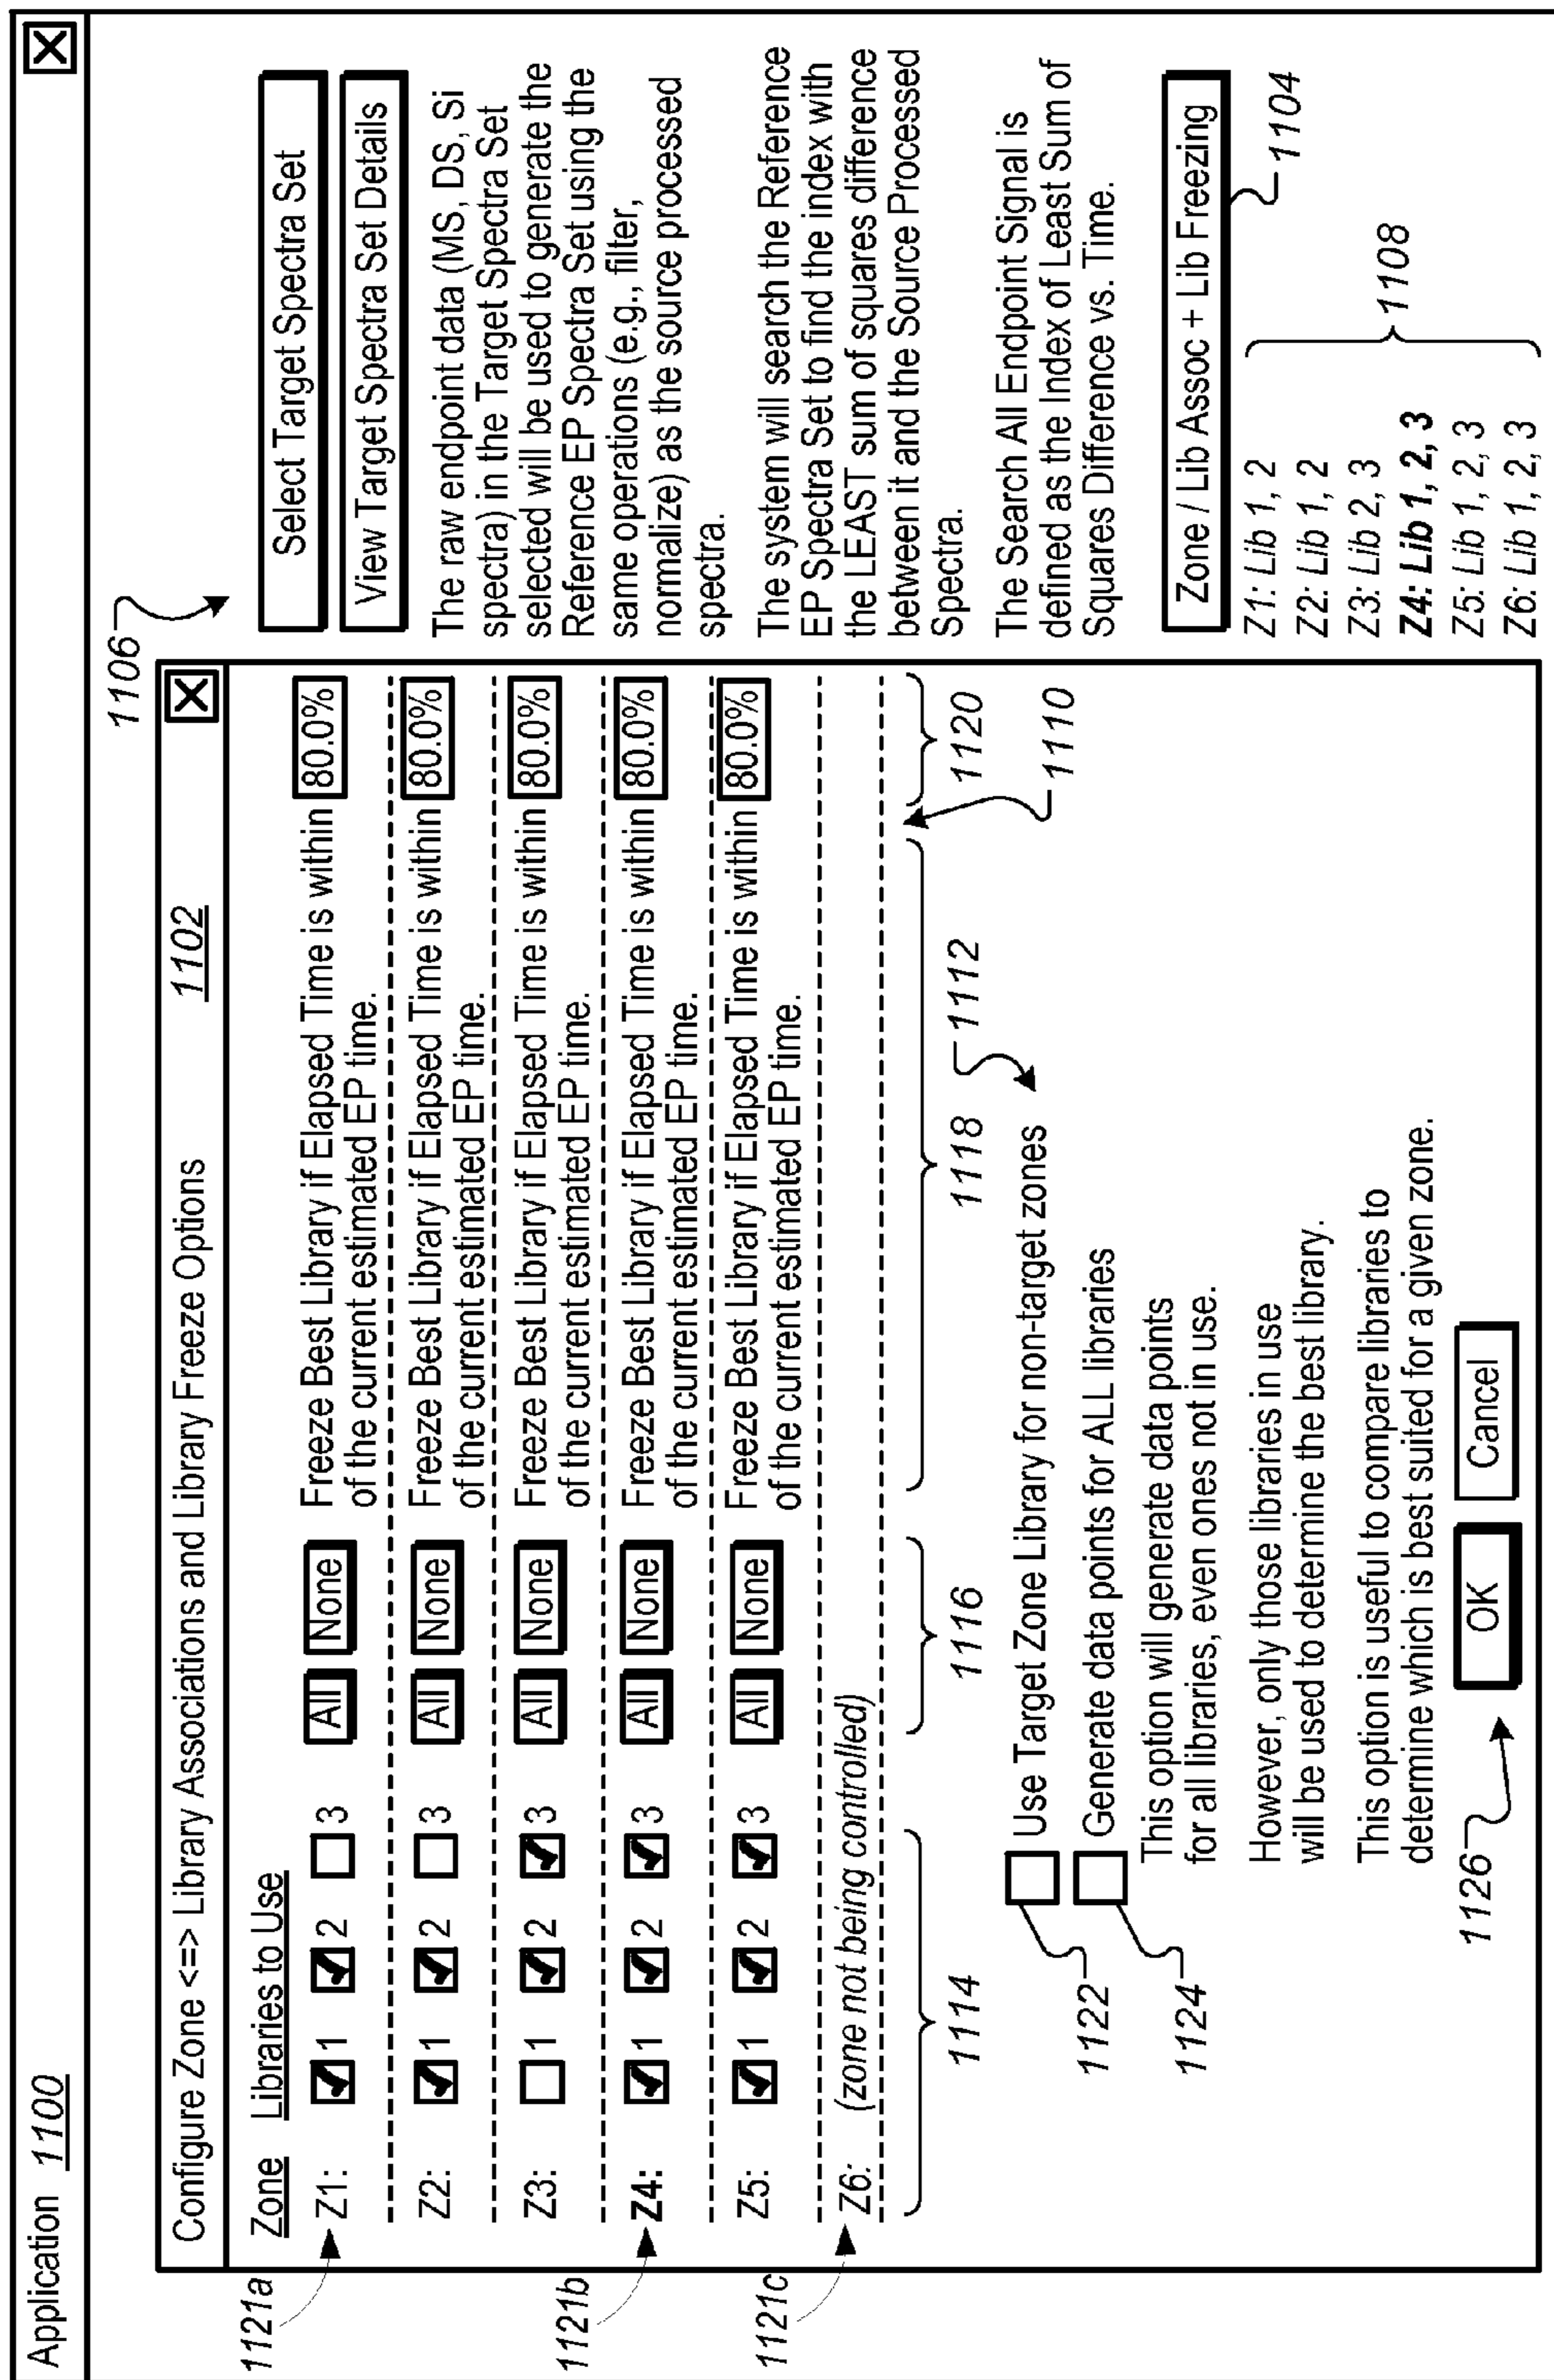 Application 1100
1106
Configure Zone <=> Library Associations and Library Freeze Options
1102
Zone Libraries to Use
1121a
Z1: 1 2 3 All None Freeze Best Library if Elapsed Time is within 80.0%
of the current estimated EP time.
Z2: 1 2 3 All None Freeze Best Library if Elapsed Time is within 80.0%
of the current estimated EP time.
Z3: 1 2 3 All None Freeze Best Library if Elapsed Time is within 80.0%
of the current estimated EP time.
1121b
Z4: 1 2 3 All None Freeze Best Library if Elapsed Time is within 80.0%
of the current estimated EP time.
Z5: 1 2 3 All None Freeze Best Library if Elapsed Time is within 80.0%
of the current estimated EP time.
1121c
Z6: (zone not being controlled)
1114 1116 1118 1112 1120
1110
1122
Use Target Zone Library for non-target zones
1124
Generate data points for ALL libraries
This option will generate data points
for all libraries, even ones not in use.
However, only those libraries in use
will be used to determine the best library.
This option is useful to compare libraries to
determine which is best suited for a given zone.
1126
OK Cancel
Select Target Spectra Set
View Target Spectra Set Details
The raw endpoint data (MS, DS, Si
spectra) in the Target Spectra Set
selected will be used to generate the
Reference EP Spectra Set using the
same operations (e.g., filter,
normalize) as the source processed
spectra.
The system will search the Reference
EP Spectra Set to find the index with
the LEAST sum of squares difference
between it and the Source Processed
Spectra.
The Search All Endpoint Signal is
defined as the Index of Least Sum of
Squares Difference vs. Time.
Zone / Lib Assoc + Lib Freezing
1104
Z1: Lib 1, 2
Z2: Lib 1, 2
Z3: Lib 2, 3
Z4: Lib 1, 2, 3
Z5: Lib 1, 2, 3
Z6: Lib 1, 2, 3
1108